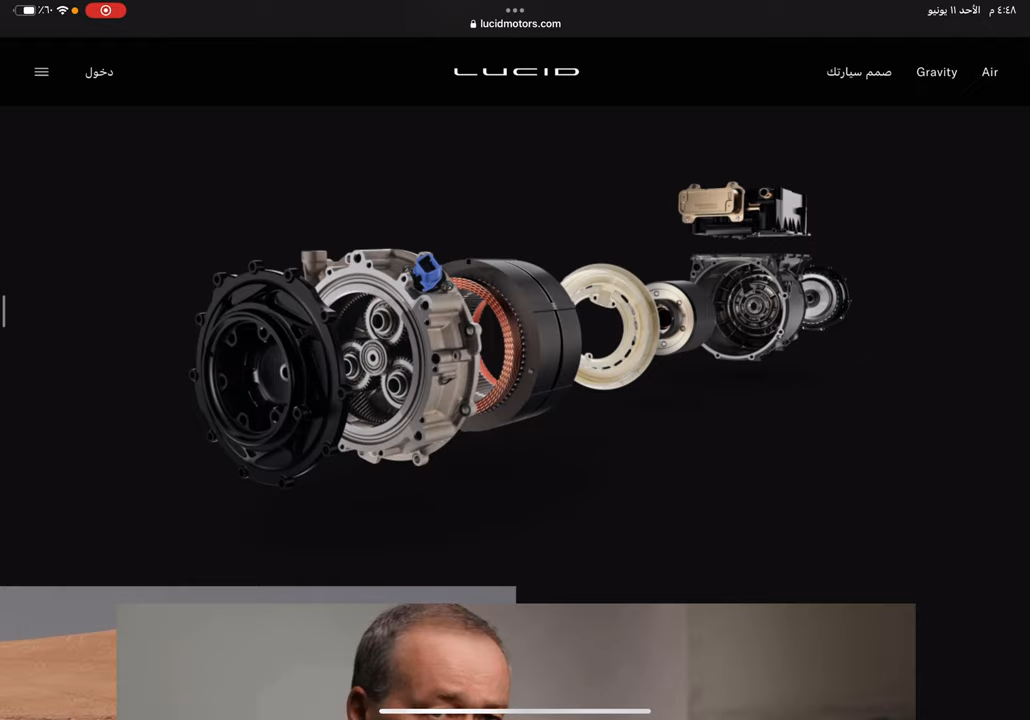 ٤:٤٨ م الأحد ١١ يونيو
٪٦٠
lucidmotors.com
Air
Gravity
صمم سيارتك
LUCID
دخول